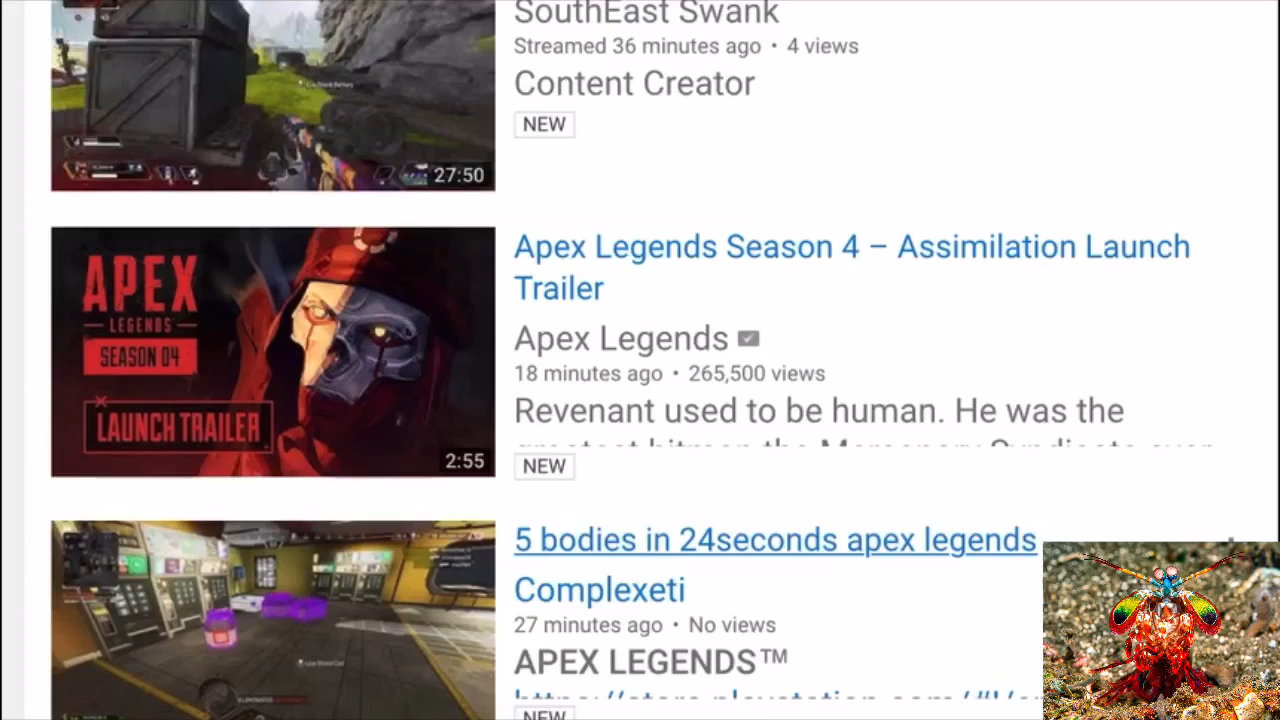 SouthEast Swank
Streamed 36 minutes ago • 4 views
Content Creator
NEW
27:50
Apex Legends Season 4 – Assimilation Launch
Trailer
APEX
LEGENDS
SEASON 04
LAUNCH TRAILER
2:55
Apex Legends
18 minutes ago • 265,500 views
Revenant used to be human. He was the
NEW
5 bodies in 24seconds apex legends
Complexeti
27 minutes ago • No views
APEX LEGENDS™
NEW